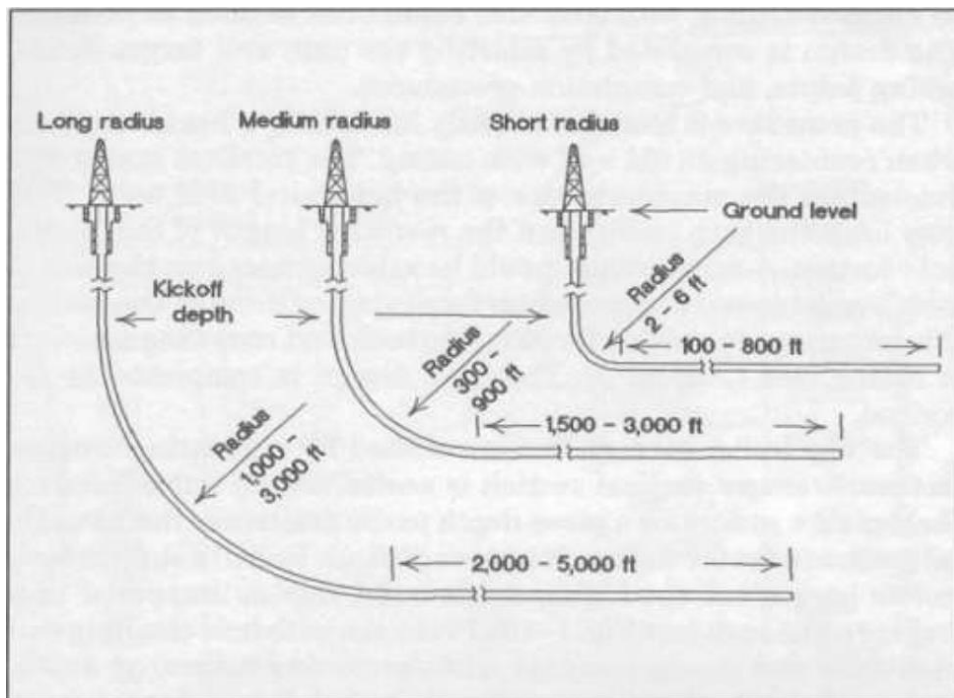 Long radius
Medium radius
Short radius
Ground level
Kickoff
depth
Radius
2 - 6 ft
100 - 800 ft
Radius
300 -
900 ft
1,500 - 3,000 ft
Radius
1,000 -
3,000 ft
2,000 - 5,000 ft